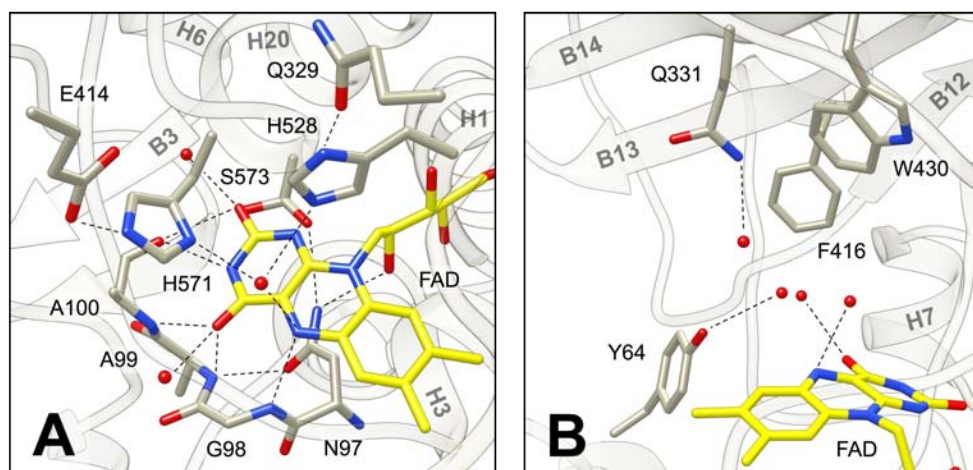 H6
H20
Q329
E414
H528
H1
B3
S573
FAD
H571
A100
A99
H3
A
G98
N97
B14
Q331
B12
B13
W430
F416
H7
Y64
B
FAD